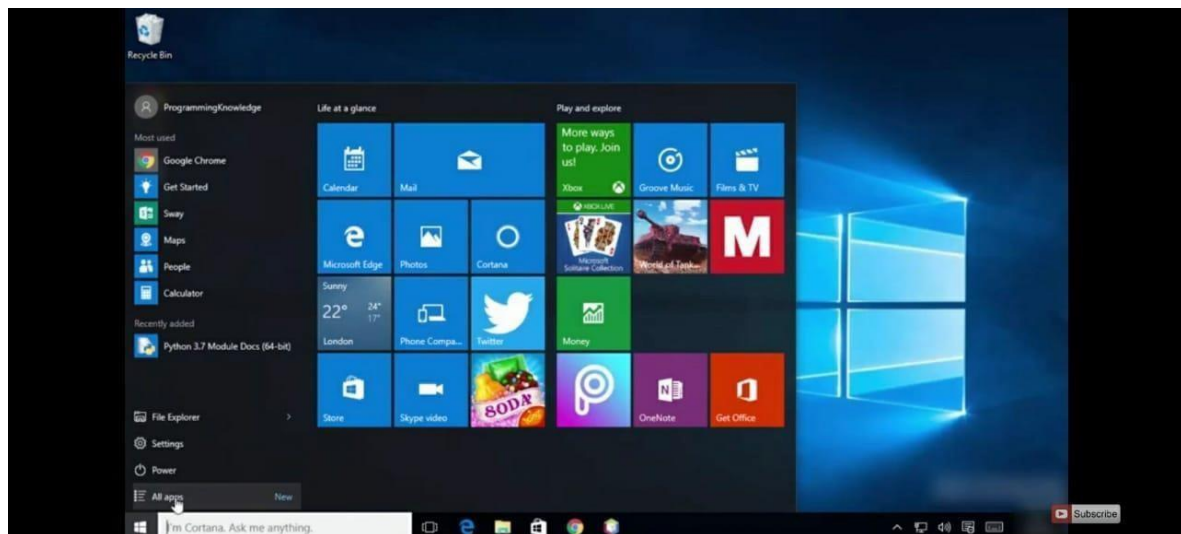 Recycle Bin
ProgrammingKnowledge
Most used
Google Chrome
Get Started
Sway
Maps
People
Calculator
Recently added
Python 3.7 Module Docs (64-bit)
File Explorer
Settings
Power
All apps New
Life at a glance
Calendar
Mail
Microsoft Edge
Photos
Cortana
Sunny
22° 24°
17°
London
Phone Compa...
Twitter
Store
Skype video
SODA
Play and explore
More ways
to play. Join
us!
Xbox
Groove Music
Films & TV
XBOX LIVE
Microsoft
Solitaire Collection
World of Tank...
M
Money
OneNote
Get Office
I'm Cortana. Ask me anything.
Subscribe